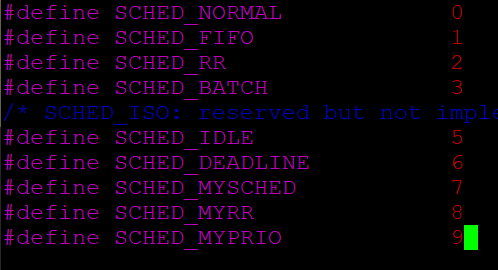 #define SCHED_NORMAL 0
#define SCHED_FIFO 1
#define SCHED_RR 2
#define SCHED_BATCH 3
/* SCHED_ISO: reserved but not imple
#define SCHED_IDLE 5
#define SCHED_DEADLINE 6
#define SCHED_MYSCHED 7
#define SCHED_MYRR 8
#define SCHED_MYPRIO 9